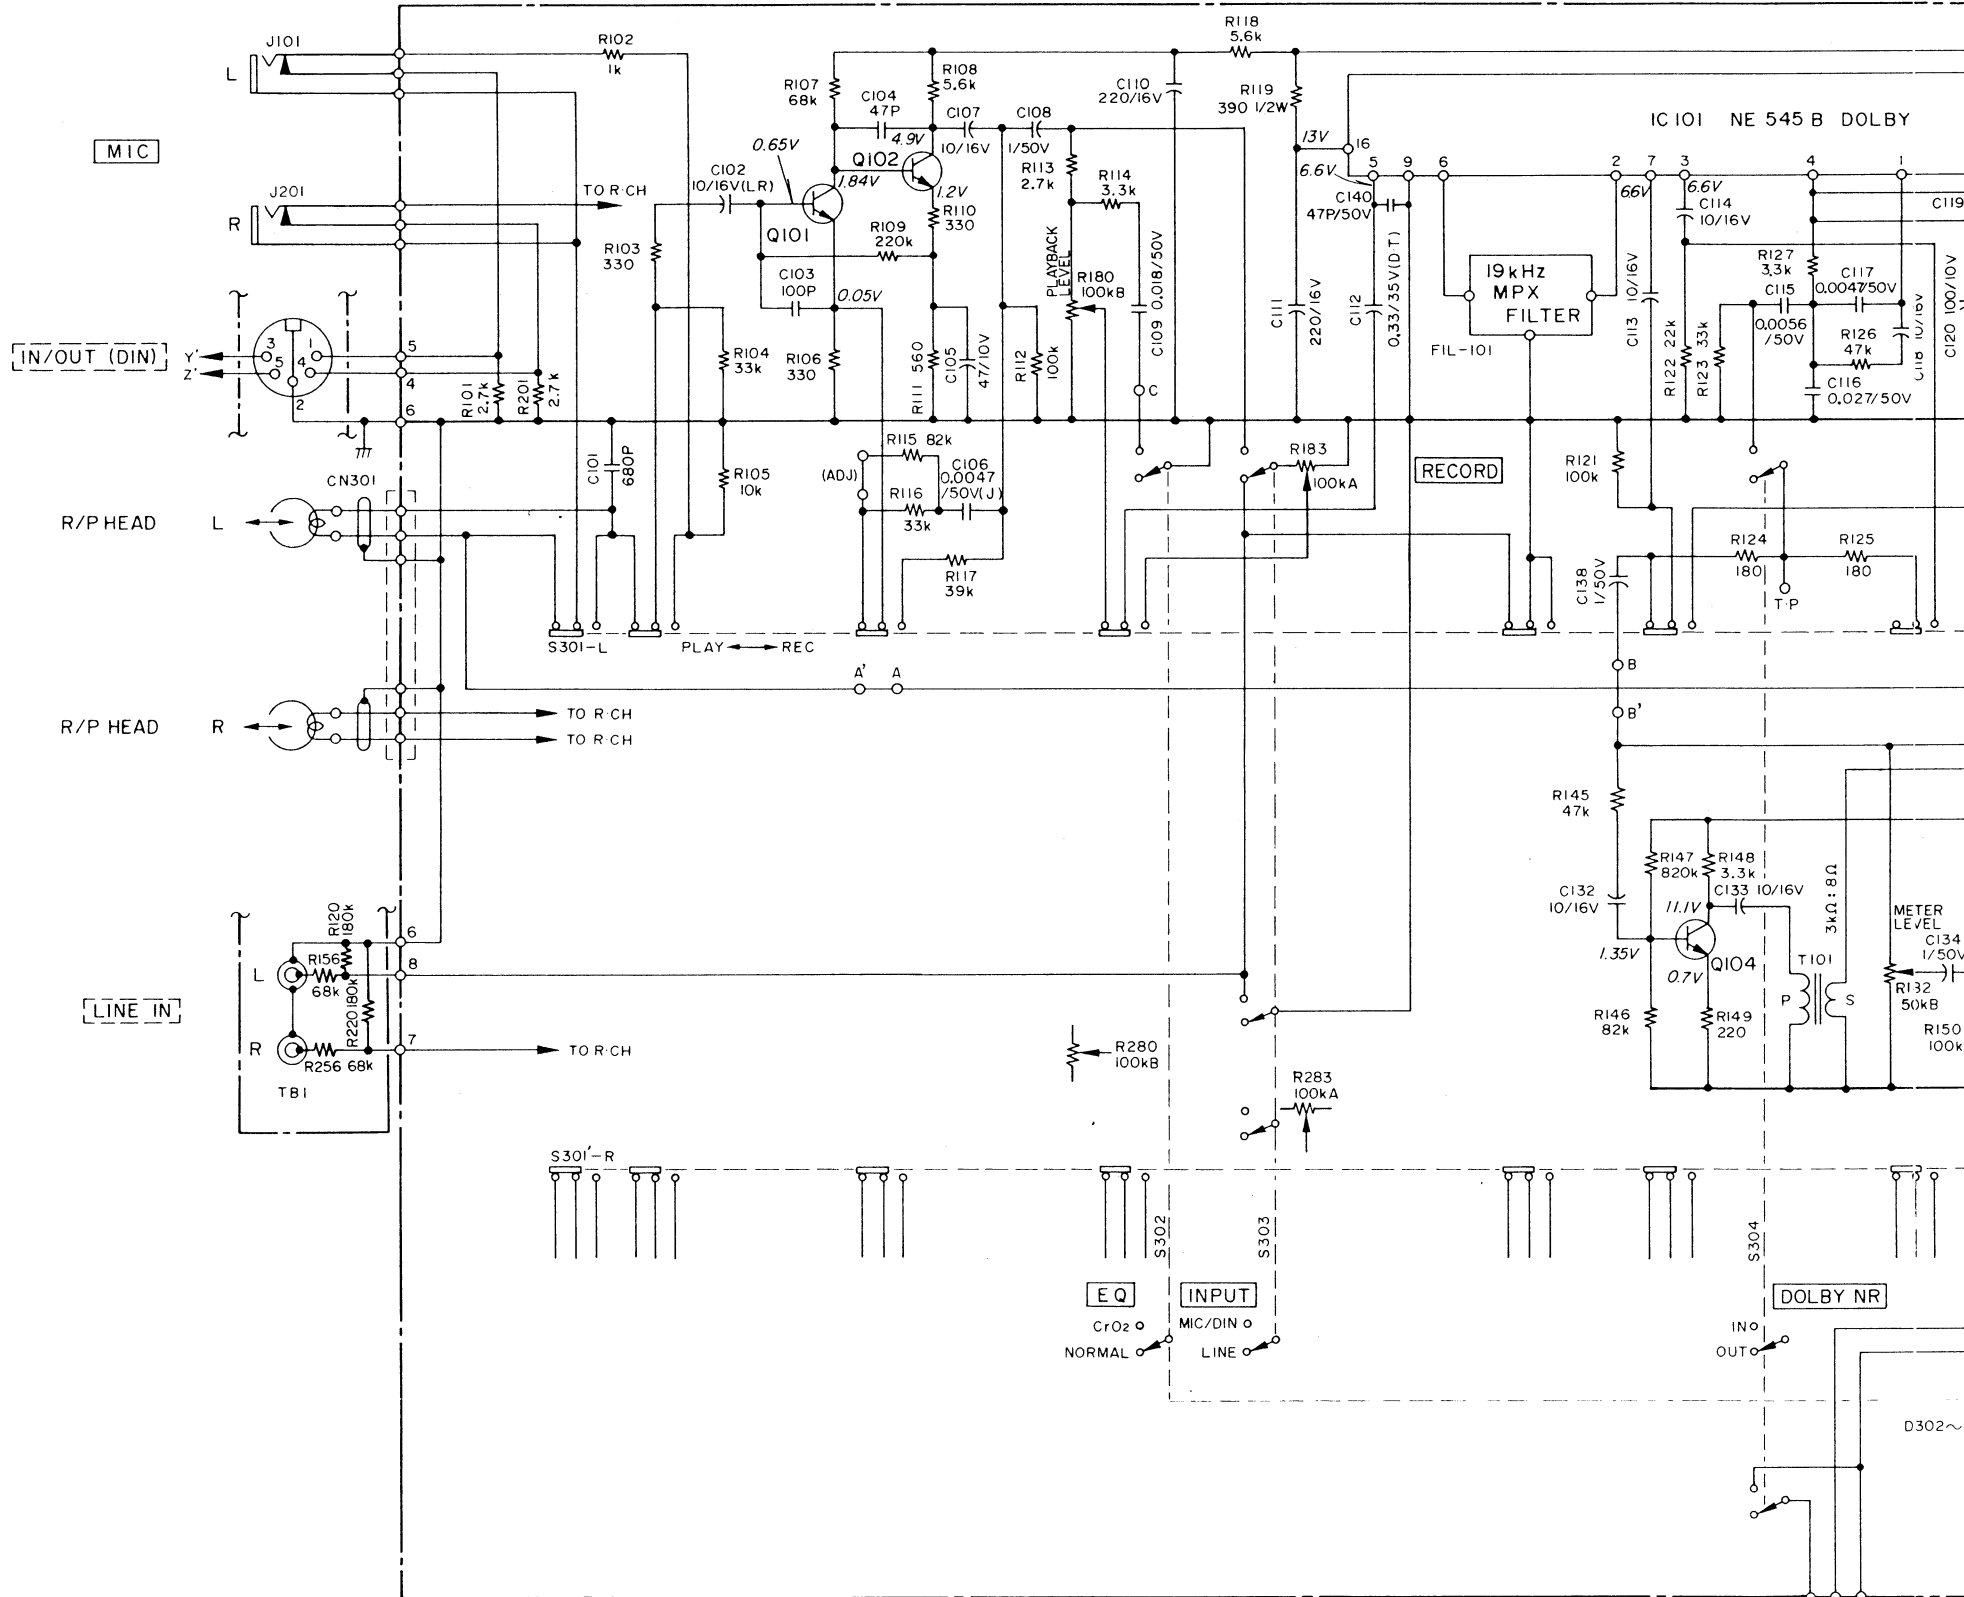 R118
5.6k
J101
R102
1k
L
R107
68k
R108
5.6k
C104
47P
C107
10/16V
C108
1/50V
C110
220/16V
R119
390 1/2W
IC101 NE 545 B DOLBY
13V
16
5
9
6
2
7
3
4
1
MIC
0.65V
4.9V
Q102
1.84V
1.2V
C102
10/16V(LR)
R113
2.7k
R114
3.3k
6.6V
C140
47P/50V
66V
6.6V
C114
10/16V
C119
J201
R
TO R·CH
Q101
R110
330
R109
220k
R103
330
C103
100P
0.05V
PLAYBACK
LEVEL
R180
100kB
C109 0.018/50V
C111
220/16V
C112
0.33/35V(D·T)
19kHz
MPX
FILTER
FIL-101
C113 10/16V
R127
3.3k
C115
0.0056
/50V
C117
0.0047/50V
R126
47k
C118 10/16V
C120 100/10V
C116
0.027/50V
R122 22k
R123 33k
IN/OUT (DIN)
Y'
Z'
3
5
1
4
2
5
4
6
R101
2.7k
R201
2.7k
R104
33k
R106
330
R111 560
C105
47/10V
R112
100k
C
CN301
C101
680P
R105
10k
(ADJ)
R115 82k
R116
33k
C106
0.0047
/50V(J)
R183
100kA
RECORD
R121
100k
R/P HEAD L
R117
39k
C138
1/50V
R124
180
R125
180
T·P
S301-L
PLAY
REC
A'
A
B
B'
R/P HEAD R
TO R·CH
TO R·CH
R145
47k
R147
820k
R148
3.3k
C133 10/16V
3kΩ:8Ω
C132
10/16V
11.1V
1.35V
0.7V
Q104
T101
P
S
METER
LEVEL
C134
1/50V
R132
50kB
R146
82k
R149
220
R150
100k
LINE IN
R120
180k
L
R156
68k
R220 180k
R
R256 68k
TB1
6
8
7
TO R·CH
R280
100kB
R283
100kA
S301'-R
S302
S303
S304
EQ
INPUT
DOLBY NR
CrO2
MIC/DIN
NORMAL
LINE
IN
OUT
D302~